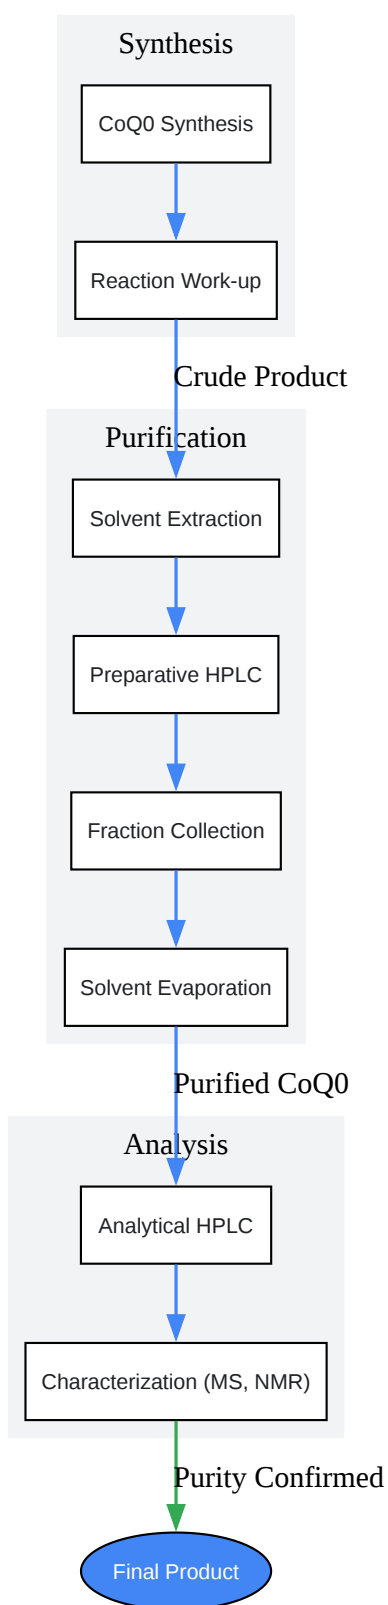 Synthesis
CoQ0 Synthesis
Reaction Work-up
Crude Product
Purification
Solvent Extraction
Preparative HPLC
Fraction Collection
Solvent Evaporation
Purified CoQ0
Analysis
Analytical HPLC
Characterization (MS, NMR)
Purity Confirmed
Final Product